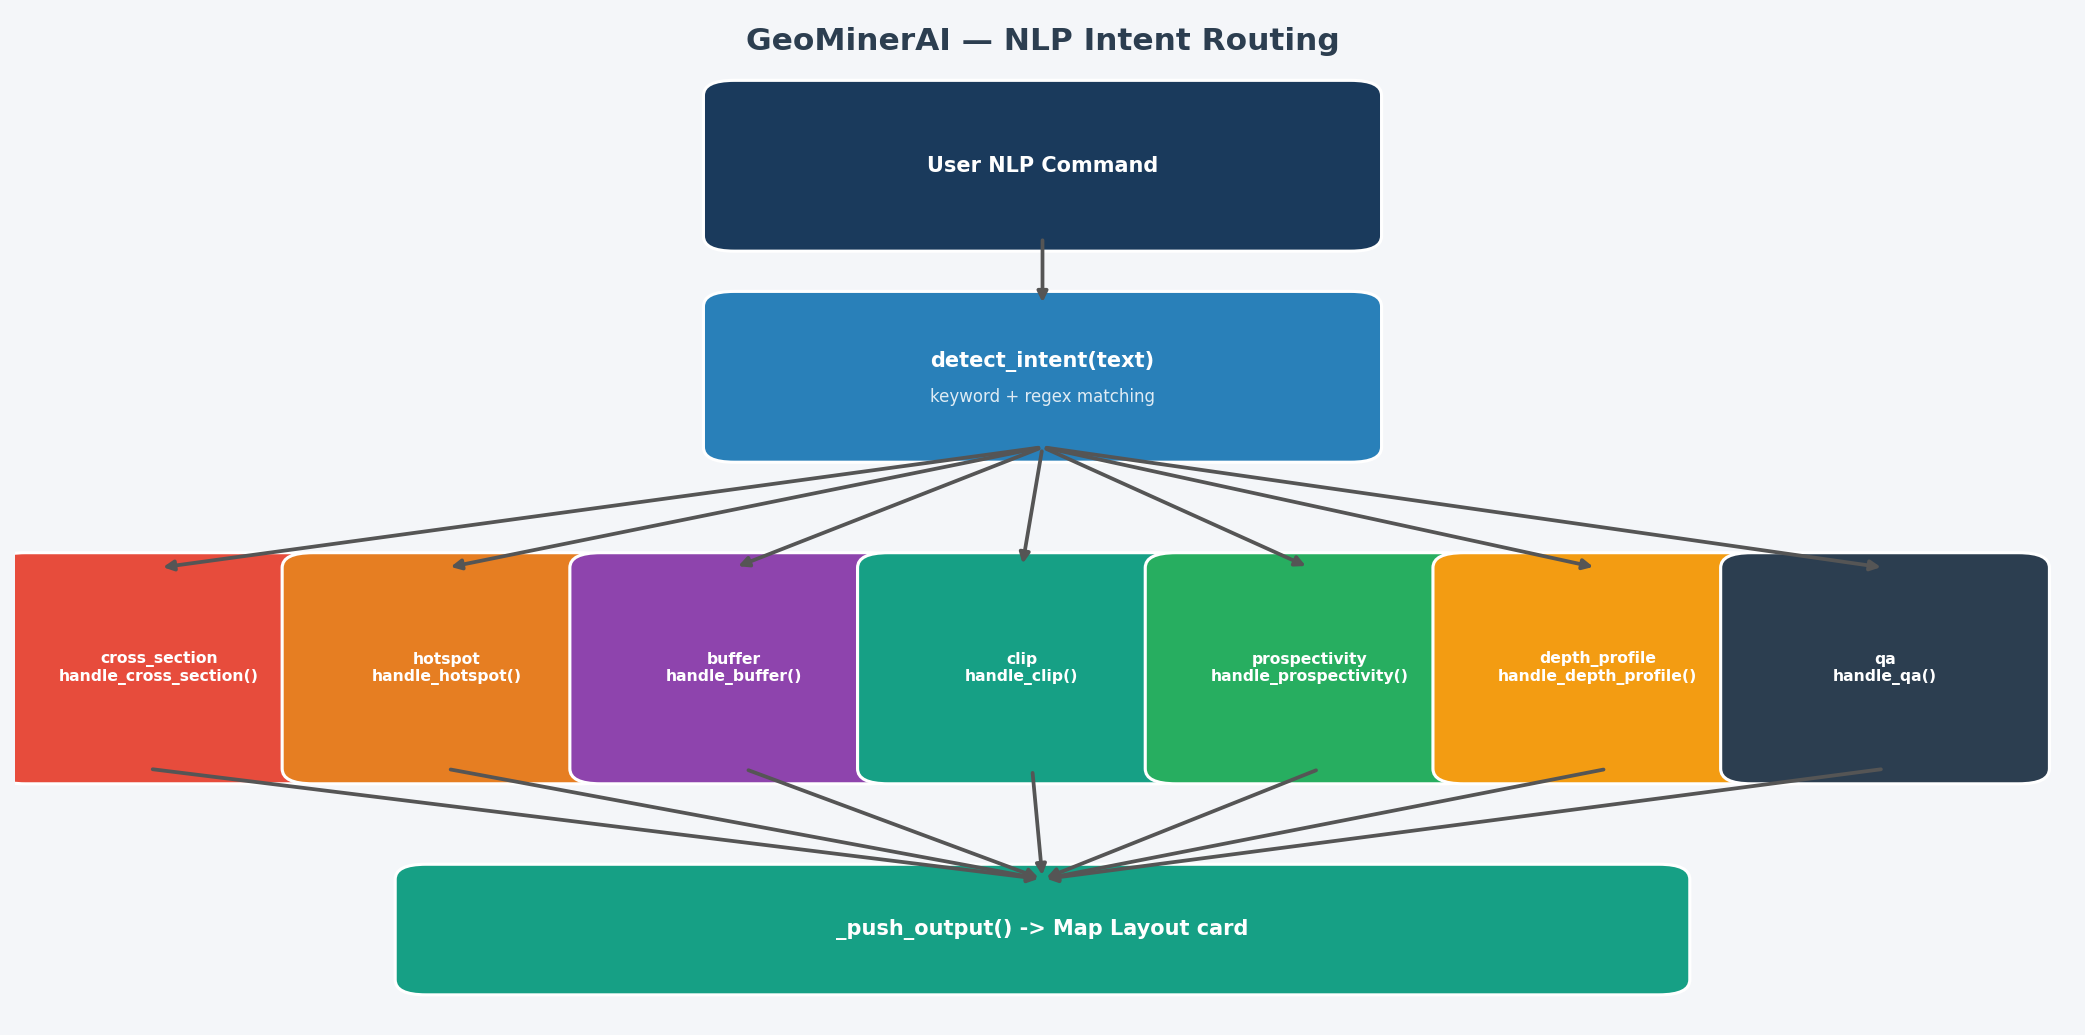 GeoMinerAI — NLP Intent Routing
User NLP Command
detect_intent(text)
keyword + regex matching
cross_section
handle_cross_section()
hotspot
handle_hotspot()
buffer
handle_buffer()
clip
handle_clip()
prospectivity
handle_prospectivity()
depth_profile
handle_depth_profile()
qa
handle_qa()
_push_output() -> Map Layout card